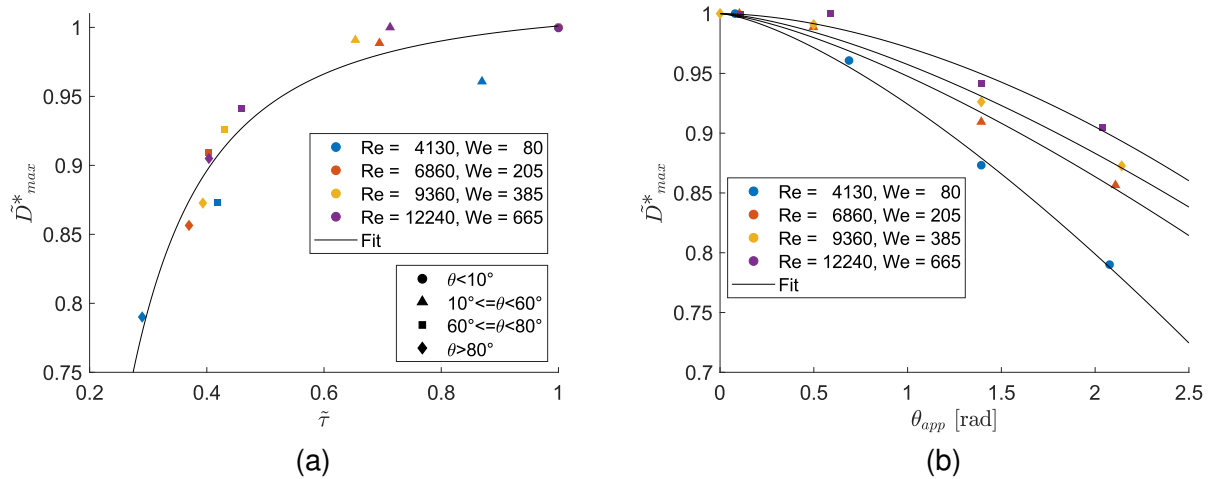 1
0.95
0.9
0.85
0.8
0.75
D̃*max
0.2
0.4
0.6
0.8
1
τ̃
Re = 4130, We = 80
Re = 6860, We = 205
Re = 9360, We = 385
Re = 12240, We = 665
Fit
θ<10°
10°<=θ<60°
60°<=θ<80°
θ>80°
(a)
1
0.95
0.9
0.85
0.8
0.75
0.7
D̃*max
0
0.5
1
1.5
2
2.5
θapp [rad]
Re = 4130, We = 80
Re = 6860, We = 205
Re = 9360, We = 385
Re = 12240, We = 665
Fit
(b)